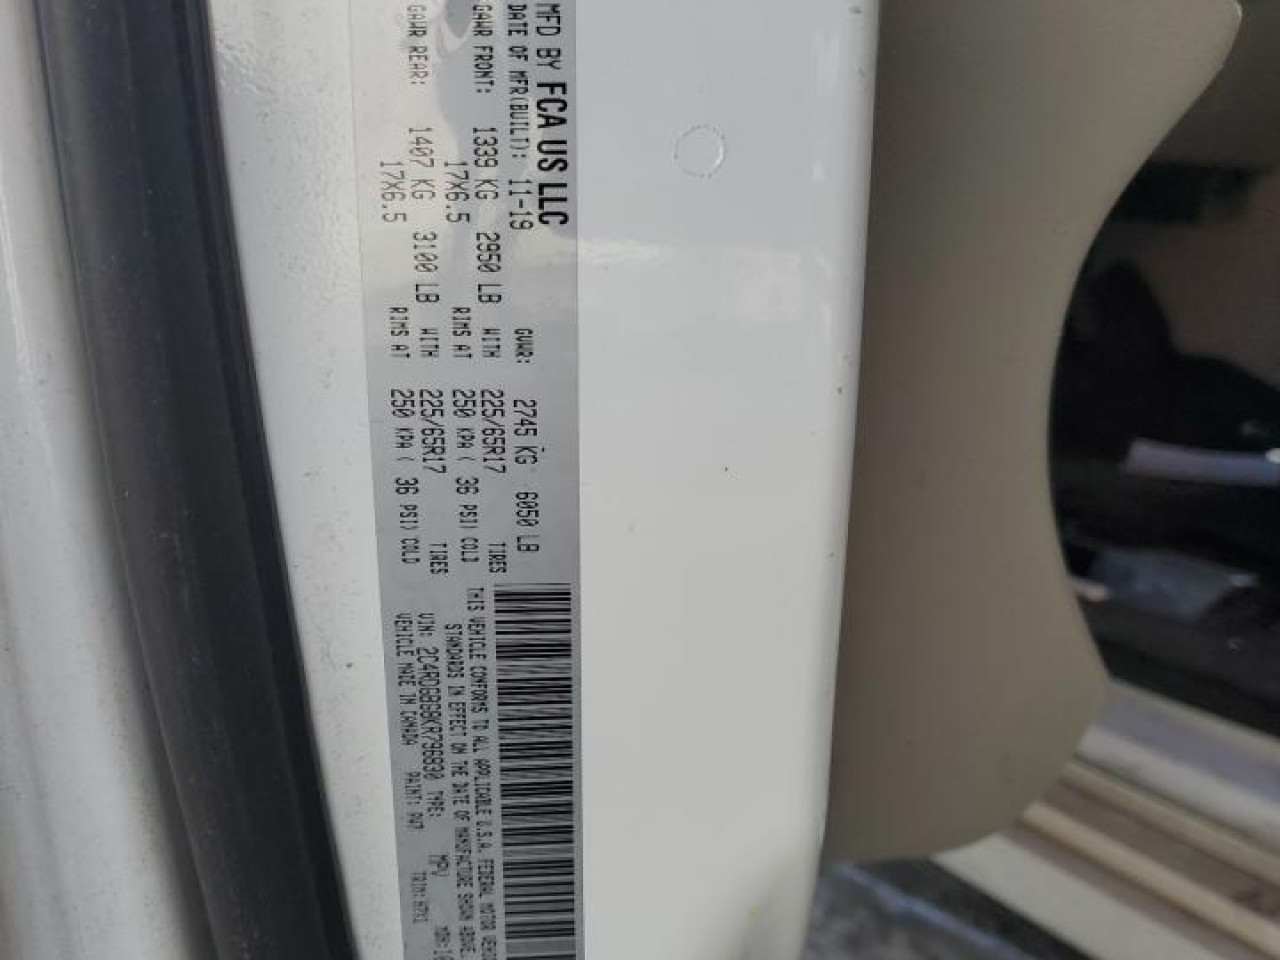 MFD BY FCA US LLC
DATE OF MFR(BUILT): 11-19 GVWR: 2745 KG 6050 LB
GAWR FRONT: 1339 KG 2950 LB WITH 225/65R17 TIRES
17X6.5 RIMS AT 250 KPA ( 36 PSI) COLD
GAWR REAR: 1407 KG 3100 LB WITH 225/65R17 TIRES
17X6.5 RIMS AT 250 KPA ( 36 PSI) COLD
THIS VEHICLE CONFORMS TO ALL APPLICABLE U.S.A. FEDERAL MOTOR
STANDARDS IN EFFECT ON THE DATE OF MANUFACTURE SHOWN ABOVE.
VIN: 2C4RDGBG8KR796830 TYPE: MPV
VEHICLE MADE IN CANADA PAINT: PW7